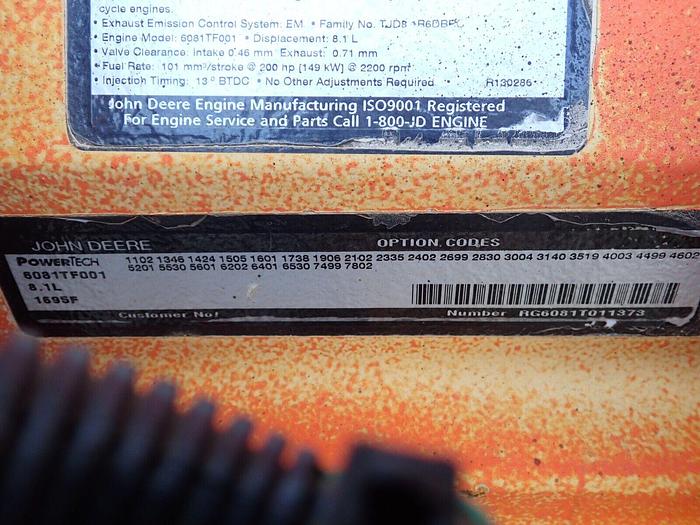 cycle engines.
• Exhaust Emission Control System: EM • Family No.
• Engine Model: 6081TF001 • Displacement: 8.1 L
• Valve Clearance: Intake 0.46 mm Exhaust: 0.71 mm
• Fuel Rate: 101 mm³/stroke @ 200 hp [149 kW] @ 2200 rpm
• Injection Timing: 13° BTDC • No Other Adjustments Required R130286
John Deere Engine Manufacturing ISO9001 Registered
For Engine Service and Parts Call 1-800-JD ENGINE
JOHN DEERE OPTION CODES
POWERTECH 1102 1346 1424 1505 1601 1738 1906 2102 2335 2402 2699 2830 3004 3140 3519 4003 4499 4602
6081TF001 5201 5530 5601 6202 6401 6530 7499 7802
8.1L
1695F
Customer No! Number RG6081T011373